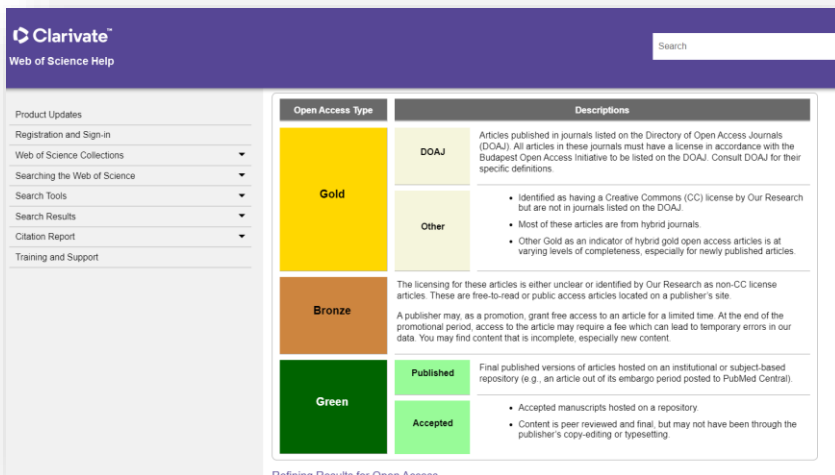 Clarivate™
Web of Science Help
Search
Product Updates
Registration and Sign-in
Web of Science Collections
Searching the Web of Science
Search Tools
Search Results
Citation Report
Training and Support
Open Access Type
Descriptions
Gold
DOAJ
Articles published in journals listed on the Directory of Open Access Journals
(DOAJ). All articles in these journals must have a license in accordance with the
Budapest Open Access Initiative to be listed on the DOAJ. Consult DOAJ for their
specific definitions.
Other
• Identified as having a Creative Commons (CC) license by Our Research
but are not in journals listed on the DOAJ.
• Most of these articles are from hybrid journals.
• Other Gold as an indicator of hybrid gold open access articles is at
varying levels of completeness, especially for newly published articles.
Bronze
The licensing for these articles is either unclear or identified by Our Research as non-CC license
articles. These are free-to-read or public access articles located on a publisher's site.
A publisher may, as a promotion, grant free access to an article for a limited time. At the end of the
promotional period, access to the article may require a fee which can lead to temporary errors in our
data. You may find content that is incomplete, especially new content.
Green
Published
Final published versions of articles hosted on an institutional or subject-based
repository (e.g., an article out of its embargo period posted to PubMed Central).
Accepted
• Accepted manuscripts hosted on a repository.
• Content is peer reviewed and final, but may not have been through the
publisher's copy-editing or typesetting.
Refining Results for Open Access